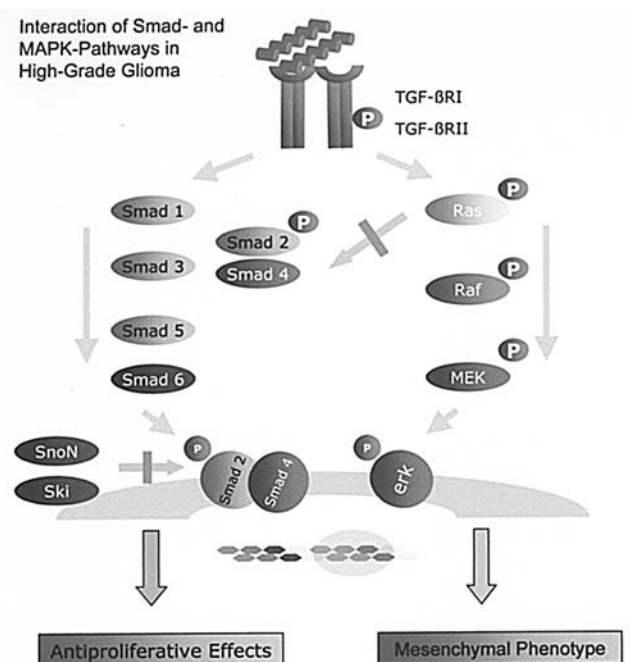 Interaction of Smad- and
MAPK-Pathways in
High-Grade Glioma
TGF-ßRI
P
TGF-ßRII
Smad 1
P
Smad 2
Smad 4
P
Ras
Smad 3
P
Raf
Smad 5
Smad 6
P
MEK
SnoN
Ski
P
Smad 2
Smad 4
P
erk
Antiproliferative Effects
Mesenchymal Phenotype